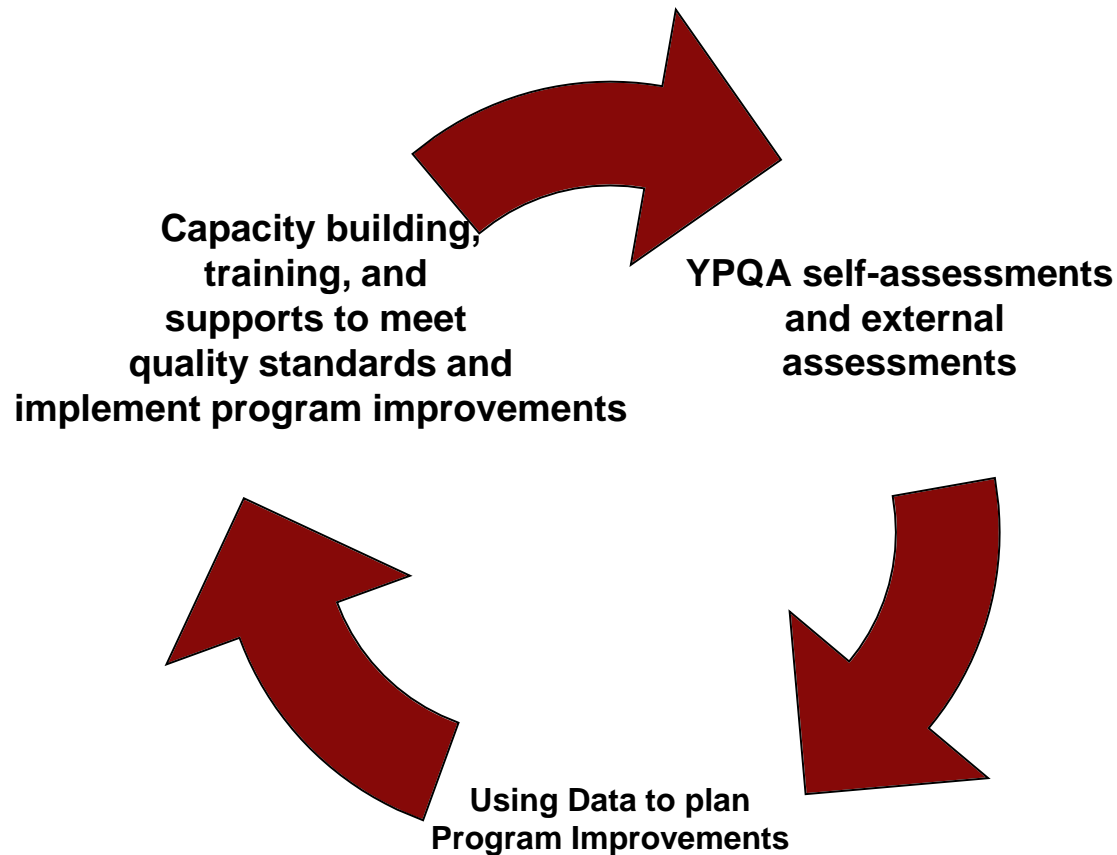 Capacity building,
training, and
supports to meet
quality standards and
implement program improvements
YPQA self-assessments
and external
assessments
Using Data to plan
Program Improvements